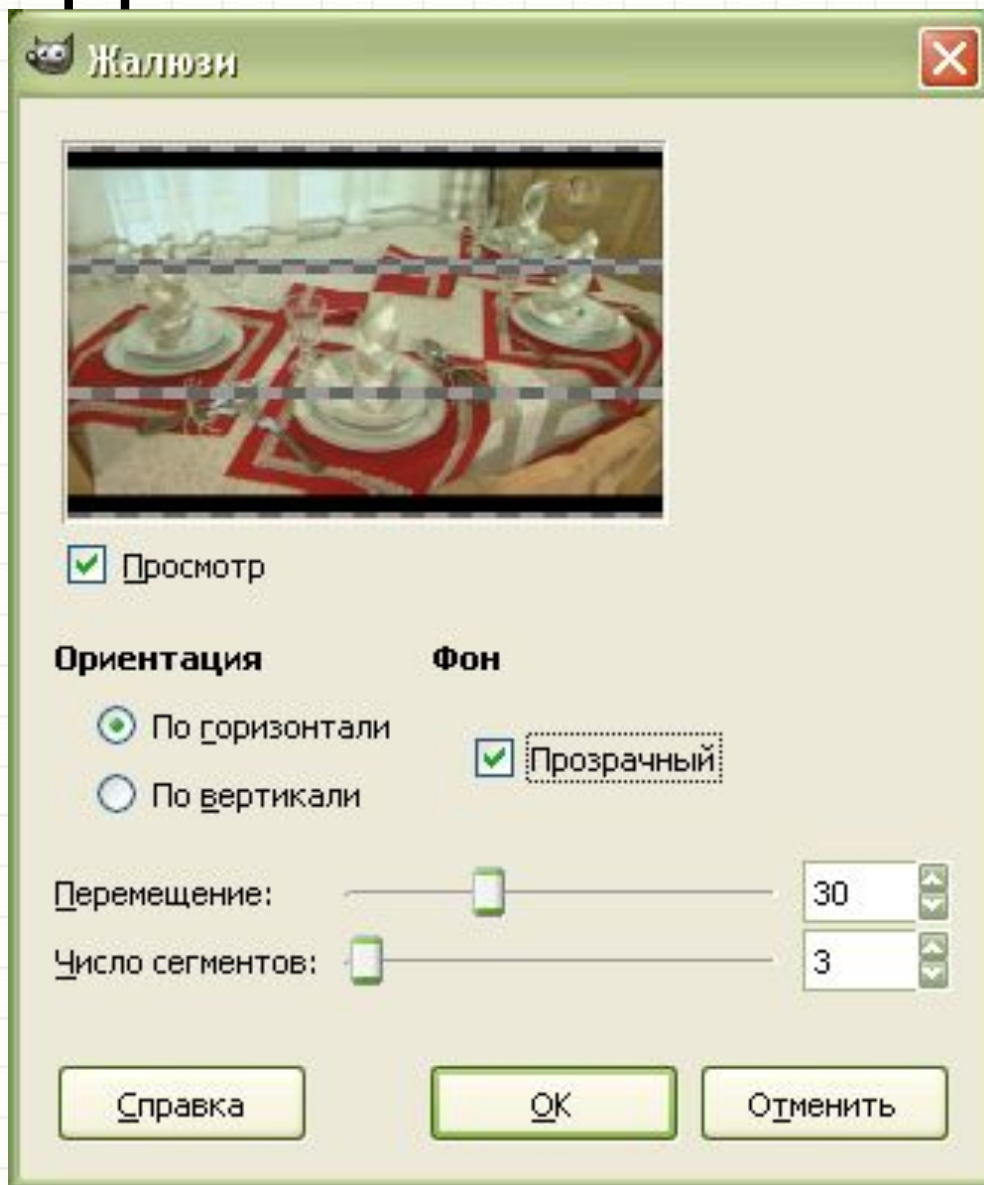 Жалюзи
Просмотр
Ориентация
Фон
По горизонтали
Прозрачный
По вертикали
Перемещение:
30
Число сегментов:
3
Справка
OK
Отменить